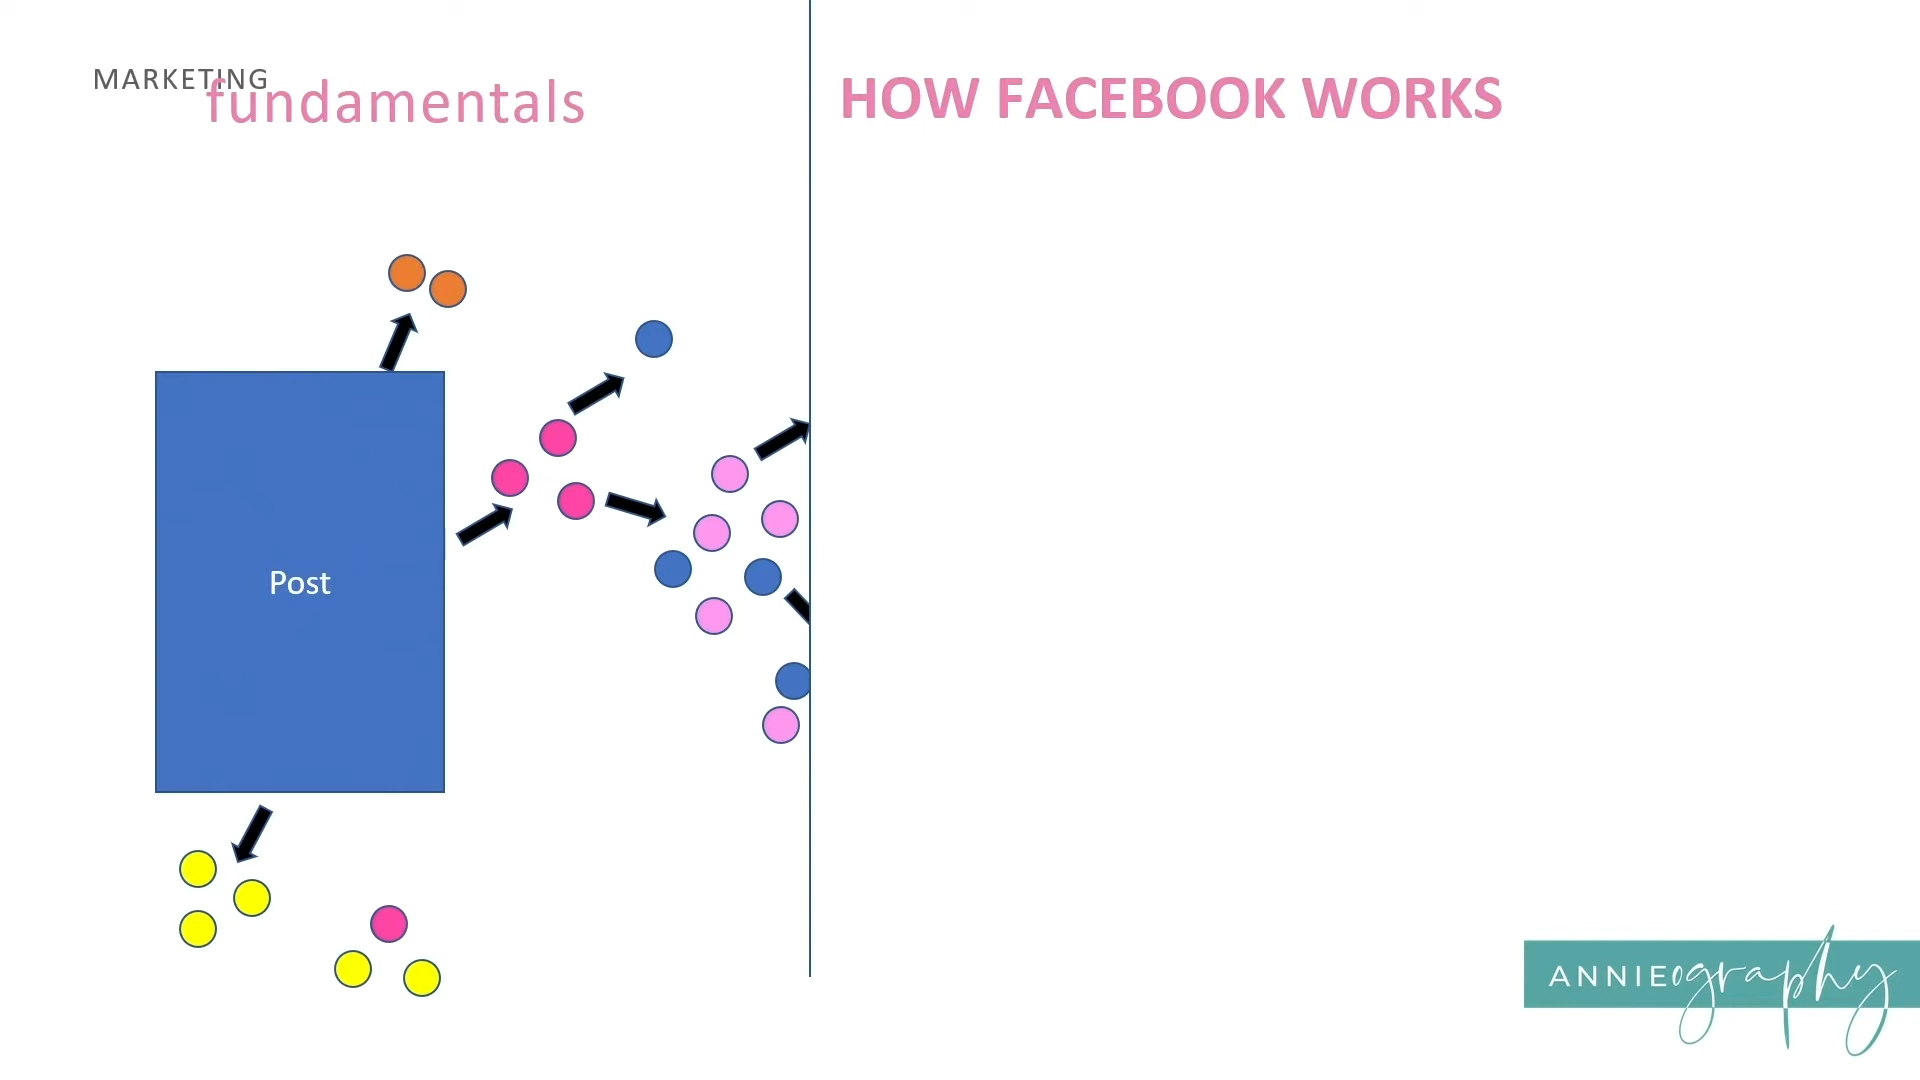 MARKETING
fundamentals
HOW FACEBOOK WORKS
Post
ANNIEography